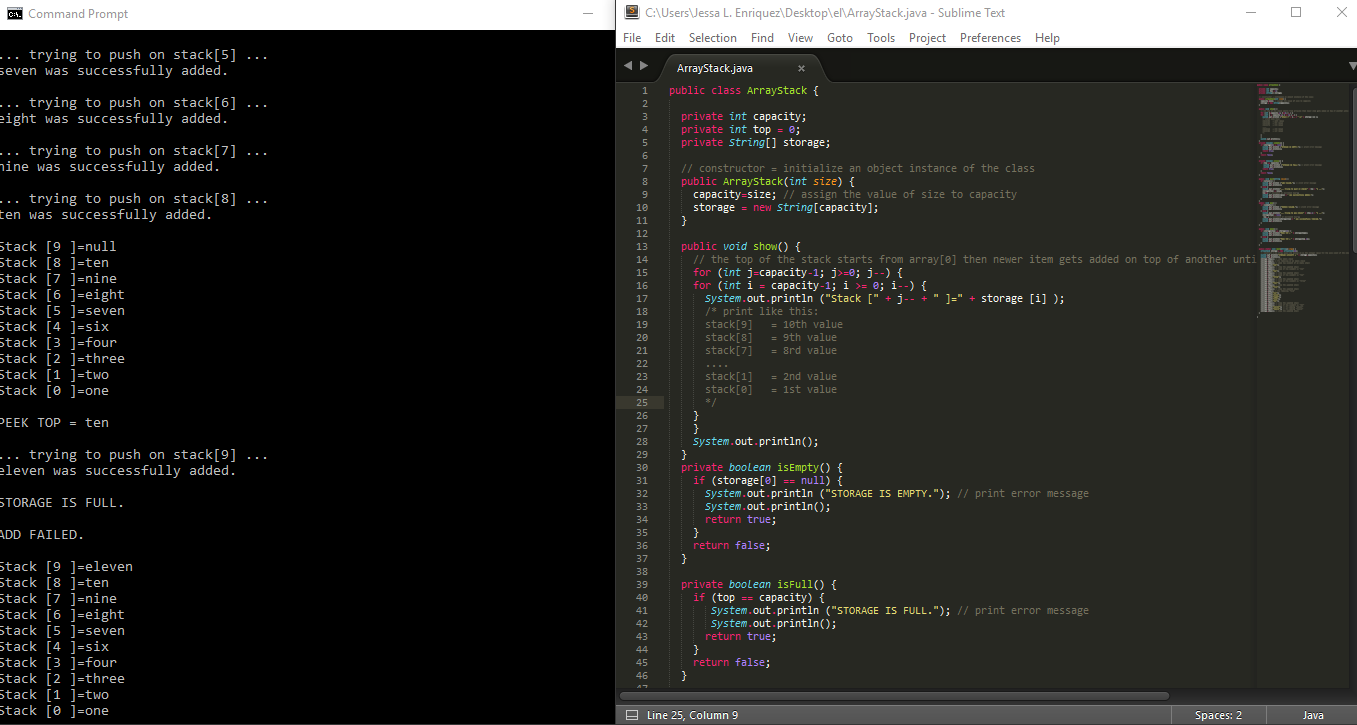 Command Prompt
... trying to push on stack[5] ...
seven was successfully added.
... trying to push on stack[6] ...
eight was successfully added.
... trying to push on stack[7] ...
nine was successfully added.
... trying to push on stack[8] ...
ten was successfully added.
Stack [9 ]=null
Stack [8 ]=ten
Stack [7 ]=nine
Stack [6 ]=eight
Stack [5 ]=seven
Stack [4 ]=six
Stack [3 ]=four
Stack [2 ]=three
Stack [1 ]=two
Stack [0 ]=one
PEEK TOP = ten
... trying to push on stack[9] ...
eleven was successfully added.
STORAGE IS FULL.
ADD FAILED.
Stack [9 ]=eleven
Stack [8 ]=ten
Stack [7 ]=nine
Stack [6 ]=eight
Stack [5 ]=seven
Stack [4 ]=six
Stack [3 ]=four
Stack [2 ]=three
Stack [1 ]=two
Stack [0 ]=one
C:\Users\Jessa L. Enriquez\Desktop\el\ArrayStack.java - Sublime Text
File Edit Selection Find View Goto Tools Project Preferences Help
ArrayStack.java
1 public class ArrayStack {
2
3 private int capacity;
4 private int top = 0;
5 private String[] storage;
6
7 // constructor = initialize an object instance of the class
8 public ArrayStack(int size) {
9 capacity=size; // assign the value of size to capacity
10 storage = new String[capacity];
11 }
12
13 public void show() {
14 // the top of the stack starts from array[0] then newer item gets added on top of another unti
15 for (int j=capacity-1; j>=0; j--) {
16 for (int i = capacity-1; i >= 0; i--) {
17 System.out.println ("Stack [" + j-- + " ]=" + storage [i] );
18 /* print like this:
19 stack[9] = 10th value
20 stack[8] = 9th value
21 stack[7] = 8rd value
22 ....
23 stack[1] = 2nd value
24 stack[0] = 1st value
25 */
26 }
27 }
28 System.out.println();
29 }
30 private boolean isEmpty() {
31 if (storage[0] == null) {
32 System.out.println ("STORAGE IS EMPTY."); // print error message
33 System.out.println();
34 return true;
35 }
36 return false;
37 }
38
39 private boolean isFull() {
40 if (top == capacity) {
41 System.out.println ("STORAGE IS FULL."); // print error message
42 System.out.println();
43 return true;
44 }
45 return false;
46 }
Line 25, Column 9
Spaces: 2
Java